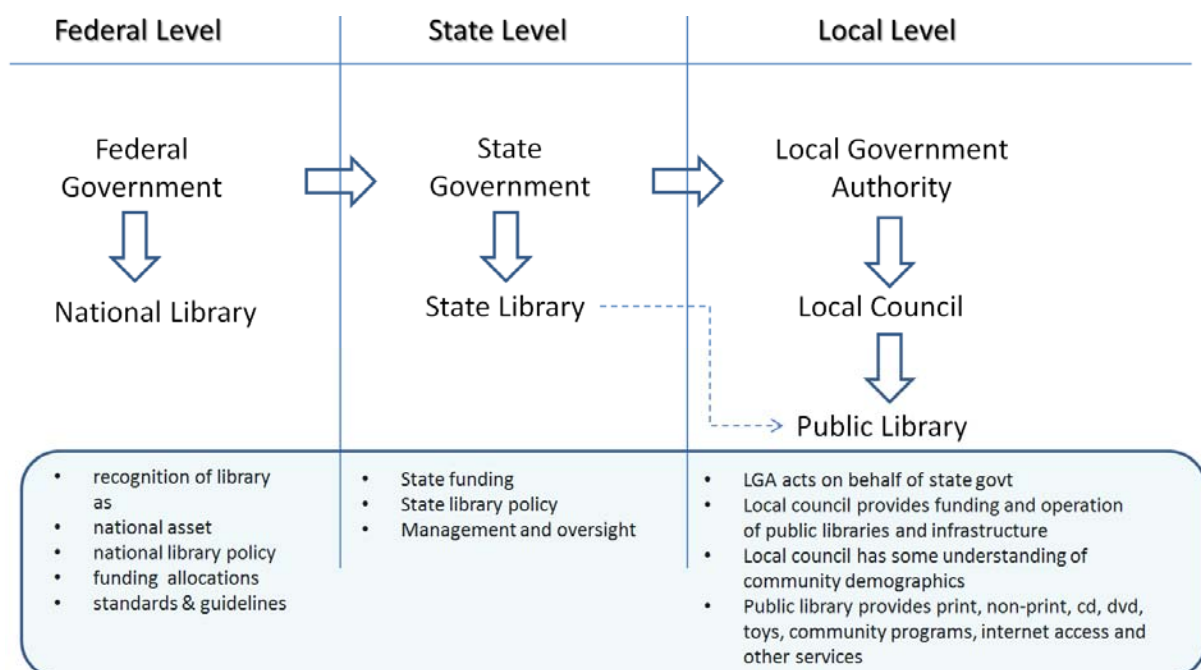 Federal Level
State Level
Local Level
Federal
Government
State
Government
Local Government
Authority
National Library
State Library
Local Council
Public Library
• recognition of library
as
• national asset
• national library policy
• funding allocations
• standards & guidelines
• State funding
• State library policy
• Management and oversight
• LGA acts on behalf of state govt
• Local council provides funding and operation
of public libraries and infrastructure
• Local council has some understanding of
community demographics
• Public library provides print, non-print, cd, dvd,
toys, community programs, internet access and
other services